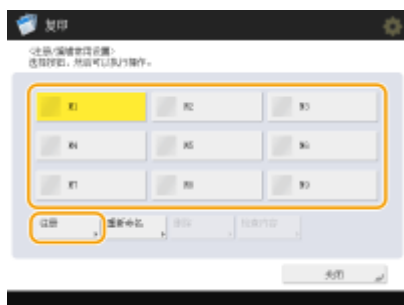 复印
<注册/编辑常用设置>
选择按钮，然后可以执行操作。
M1
M2
M3
M4
M5
M6
M7
M8
M9
注册
重新命名
删除
检查内容
关闭